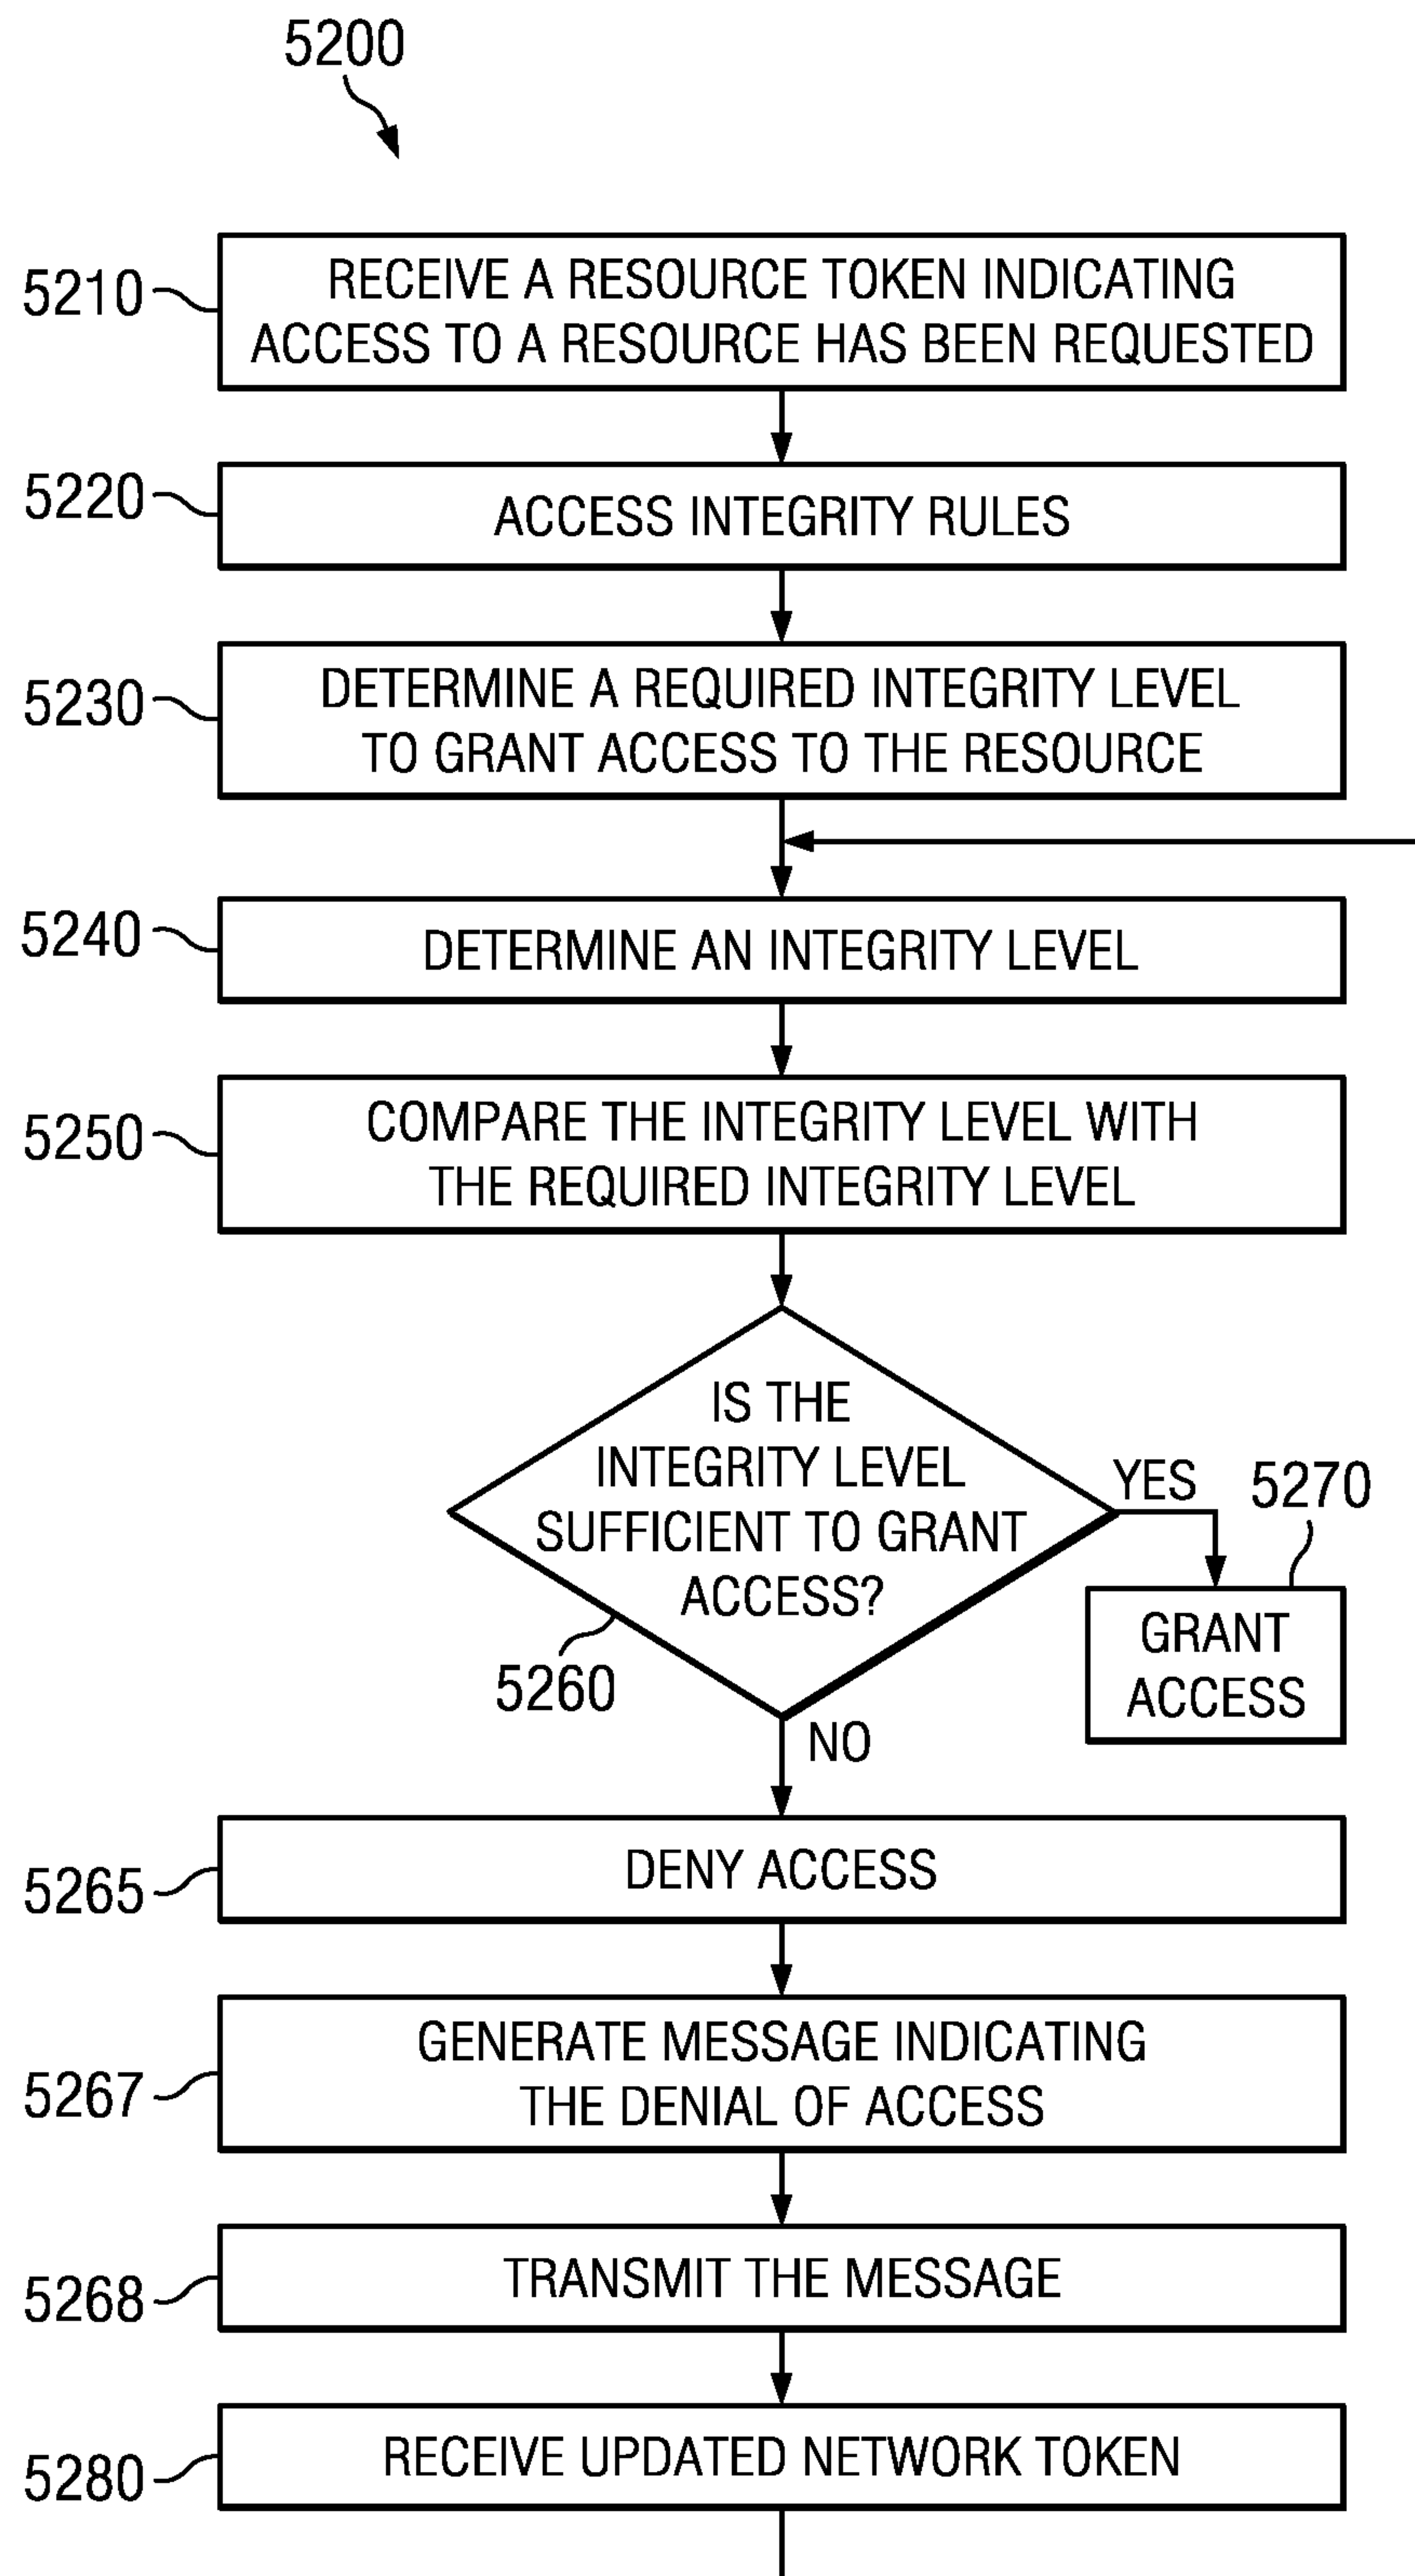 5200
5210
RECEIVE A RESOURCE TOKEN INDICATING
ACCESS TO A RESOURCE HAS BEEN REQUESTED
5220
ACCESS INTEGRITY RULES
5230
DETERMINE A REQUIRED INTEGRITY LEVEL
TO GRANT ACCESS TO THE RESOURCE
5240
DETERMINE AN INTEGRITY LEVEL
5250
COMPARE THE INTEGRITY LEVEL WITH
THE REQUIRED INTEGRITY LEVEL
IS THE
INTEGRITY LEVEL
SUFFICIENT TO GRANT
ACCESS?
5260
YES
5270
GRANT
ACCESS
NO
5265
DENY ACCESS
5267
GENERATE MESSAGE INDICATING
THE DENIAL OF ACCESS
5268
TRANSMIT THE MESSAGE
5280
RECEIVE UPDATED NETWORK TOKEN